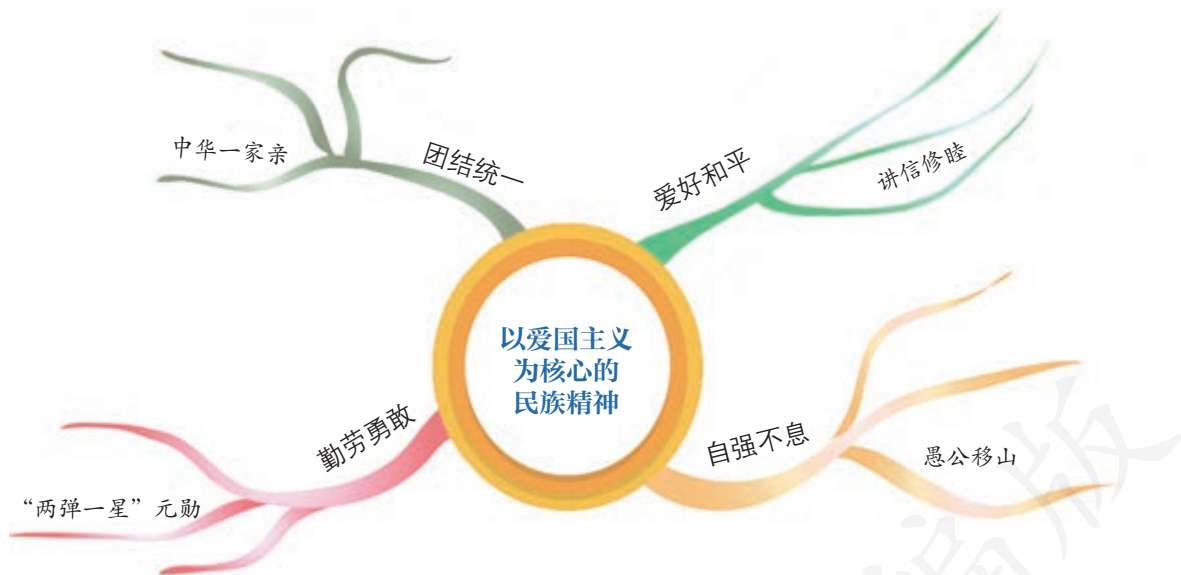 中华一家亲
团结统一
爱好和平
讲信修睦
以爱国主义
为核心的
民族精神
勤劳勇敢
“两弹一星”元勋
自强不息
愚公移山